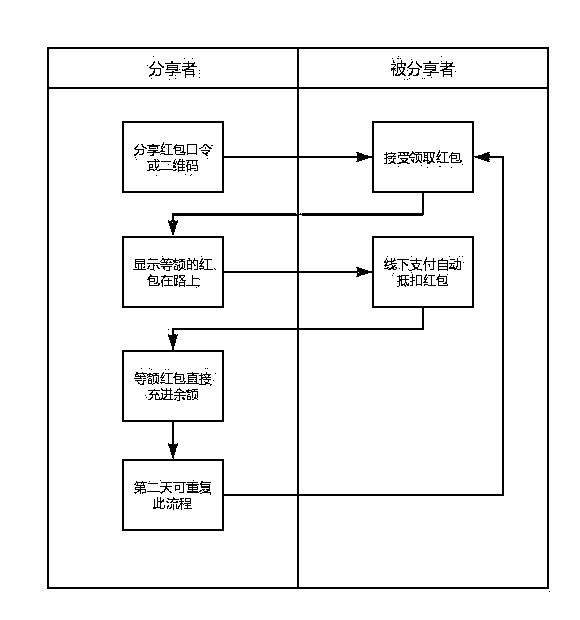 分享者
被分享者
分享红包口令
或二维码
接受领取红包
显示等额的红
包在路上
线下支付自动
抵扣红包
等额红包直接
充进余额
第二天可重复
此流程